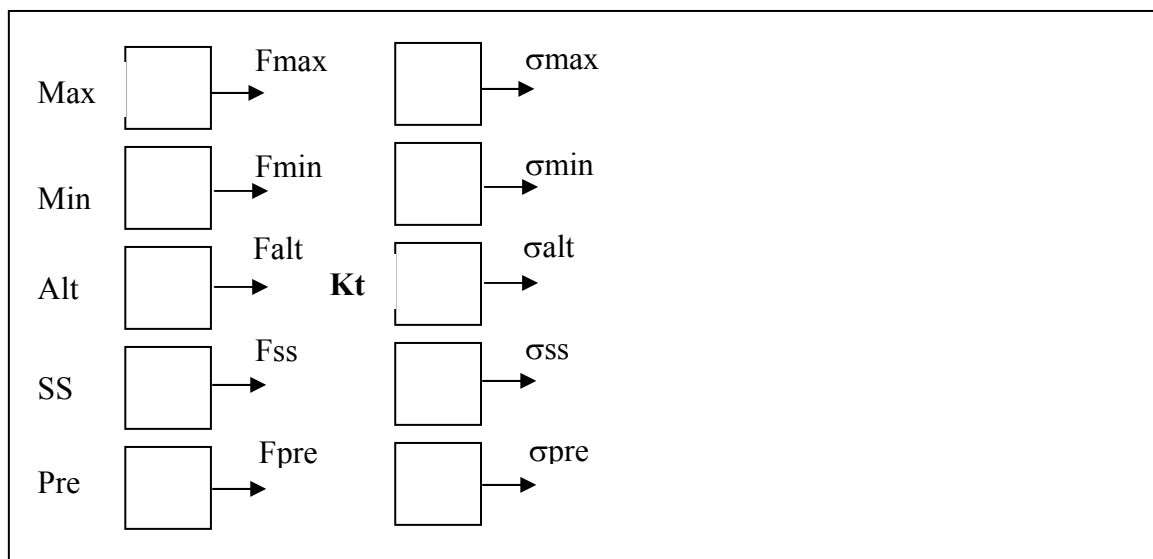 Max Fmax σmax
Min Fmin σmin
Alt Falt Kt σalt
SS Fss σss
Pre Fpre σpre